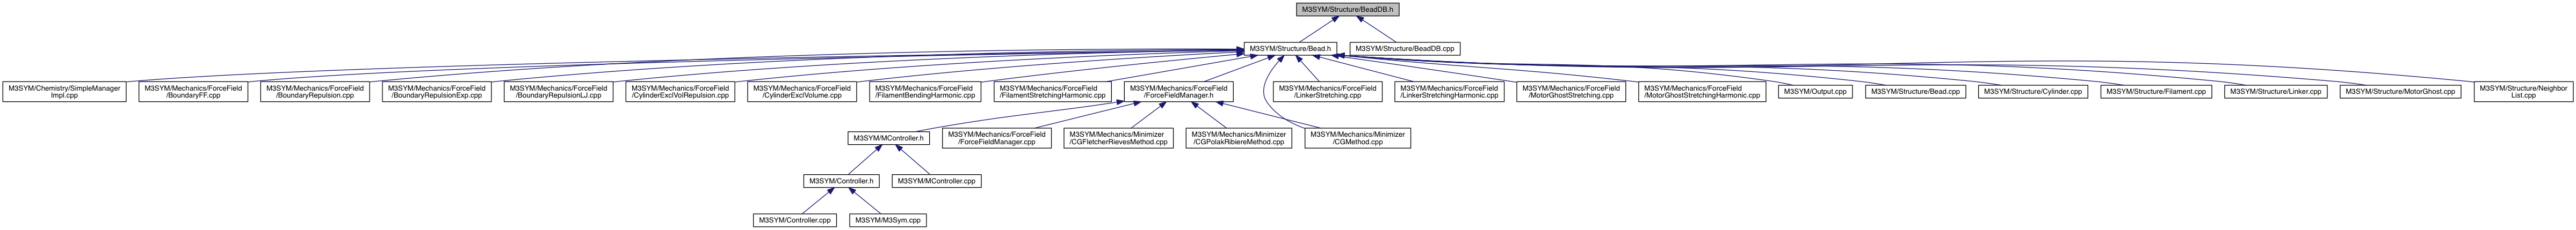 M3SYM/Structure/BeadDB.h
M3SYM/Structure/Bead.h
M3SYM/Structure/BeadDB.cpp
M3SYM/Chemistry/SimpleManager
Impl.cpp
M3SYM/Mechanics/ForceField
/BoundaryFF.cpp
M3SYM/Mechanics/ForceField
/BoundaryRepulsion.cpp
M3SYM/Mechanics/ForceField
/BoundaryRepulsionExp.cpp
M3SYM/Mechanics/ForceField
/BoundaryRepulsionLJ.cpp
M3SYM/Mechanics/ForceField
/CylinderExclVolRepulsion.cpp
M3SYM/Mechanics/ForceField
/CylinderExclVolume.cpp
M3SYM/Mechanics/ForceField
/FilamentBendingHarmonic.cpp
M3SYM/Mechanics/ForceField
/FilamentStretchingHarmonic.cpp
M3SYM/Mechanics/ForceField
/ForceFieldManager.h
M3SYM/Mechanics/ForceField
/LinkerStretching.cpp
M3SYM/Mechanics/ForceField
/LinkerStretchingHarmonic.cpp
M3SYM/Mechanics/ForceField
/MotorGhostStretching.cpp
M3SYM/Mechanics/ForceField
/MotorGhostStretchingHarmonic.cpp
M3SYM/Output.cpp
M3SYM/Structure/Bead.cpp
M3SYM/Structure/Cylinder.cpp
M3SYM/Structure/Filament.cpp
M3SYM/Structure/Linker.cpp
M3SYM/Structure/MotorGhost.cpp
M3SYM/Structure/Neighbor
List.cpp
M3SYM/MController.h
M3SYM/Mechanics/ForceField
/ForceFieldManager.cpp
M3SYM/Mechanics/Minimizer
/CGFletcherRievesMethod.cpp
M3SYM/Mechanics/Minimizer
/CGPolakRibiereMethod.cpp
M3SYM/Mechanics/Minimizer
/CGMethod.cpp
M3SYM/Controller.h
M3SYM/MController.cpp
M3SYM/Controller.cpp
M3SYM/M3Sym.cpp